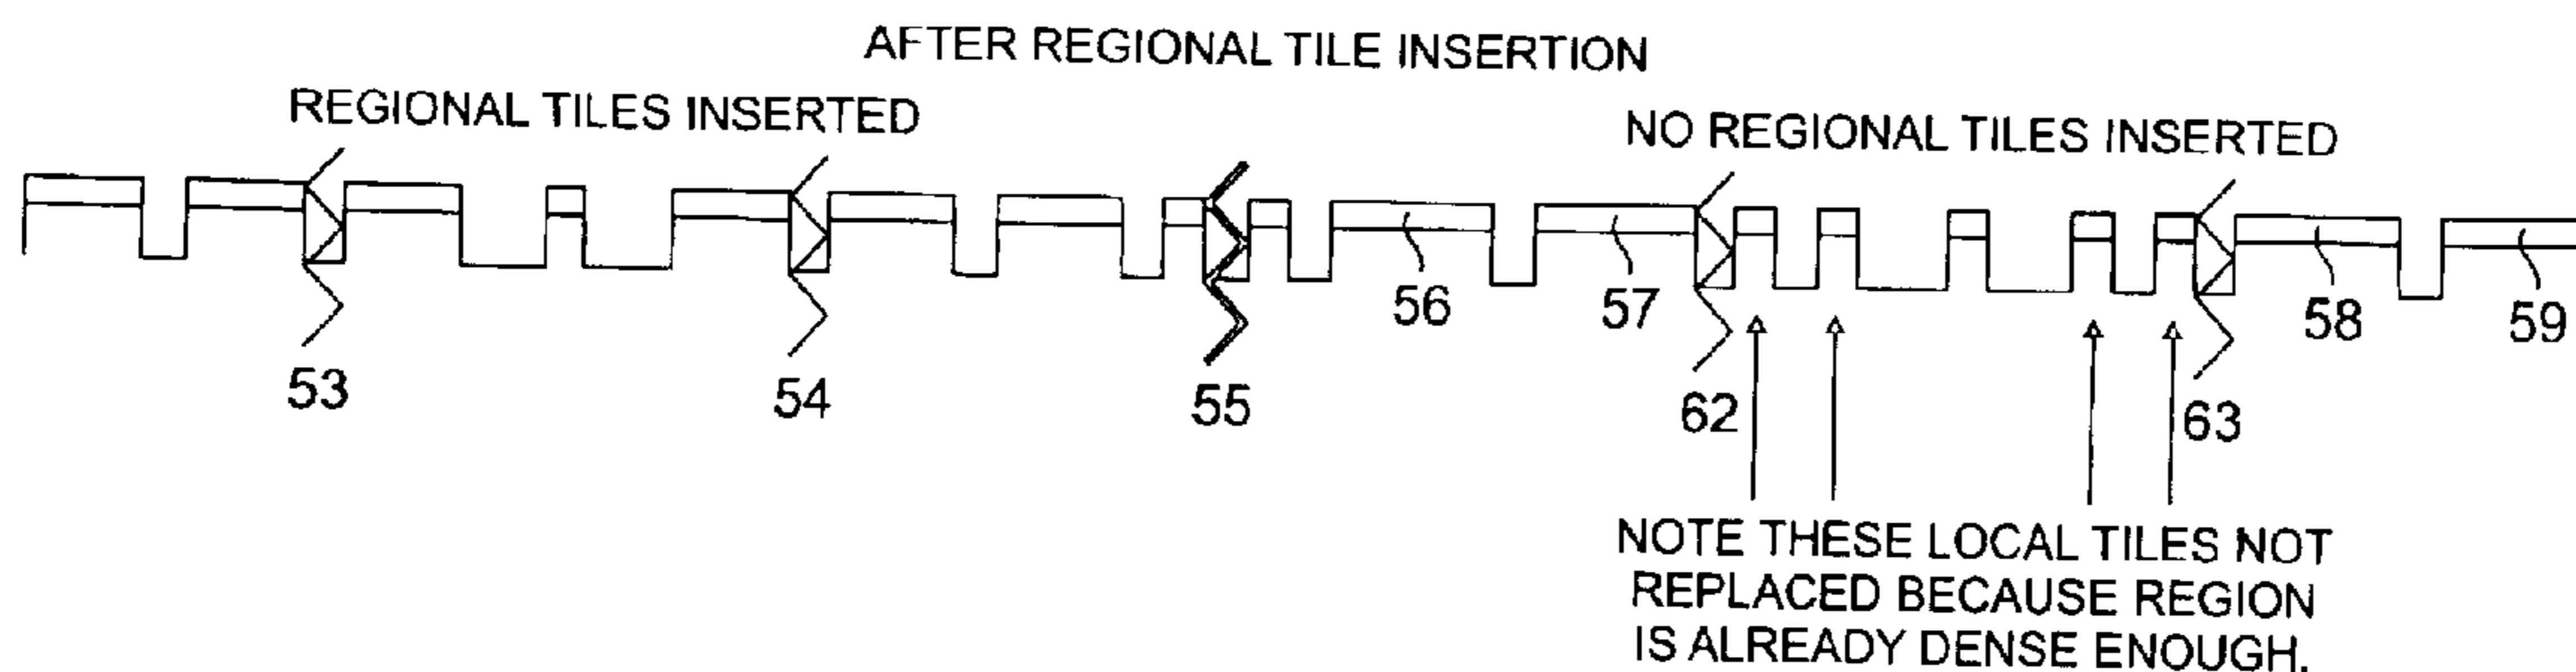 AFTER REGIONAL TILE INSERTION
REGIONAL TILES INSERTED
NO REGIONAL TILES INSERTED
53
54
55
56
57
62
63
58
59
NOTE THESE LOCAL TILES NOT
REPLACED BECAUSE REGION
IS ALREADY DENSE ENOUGH.